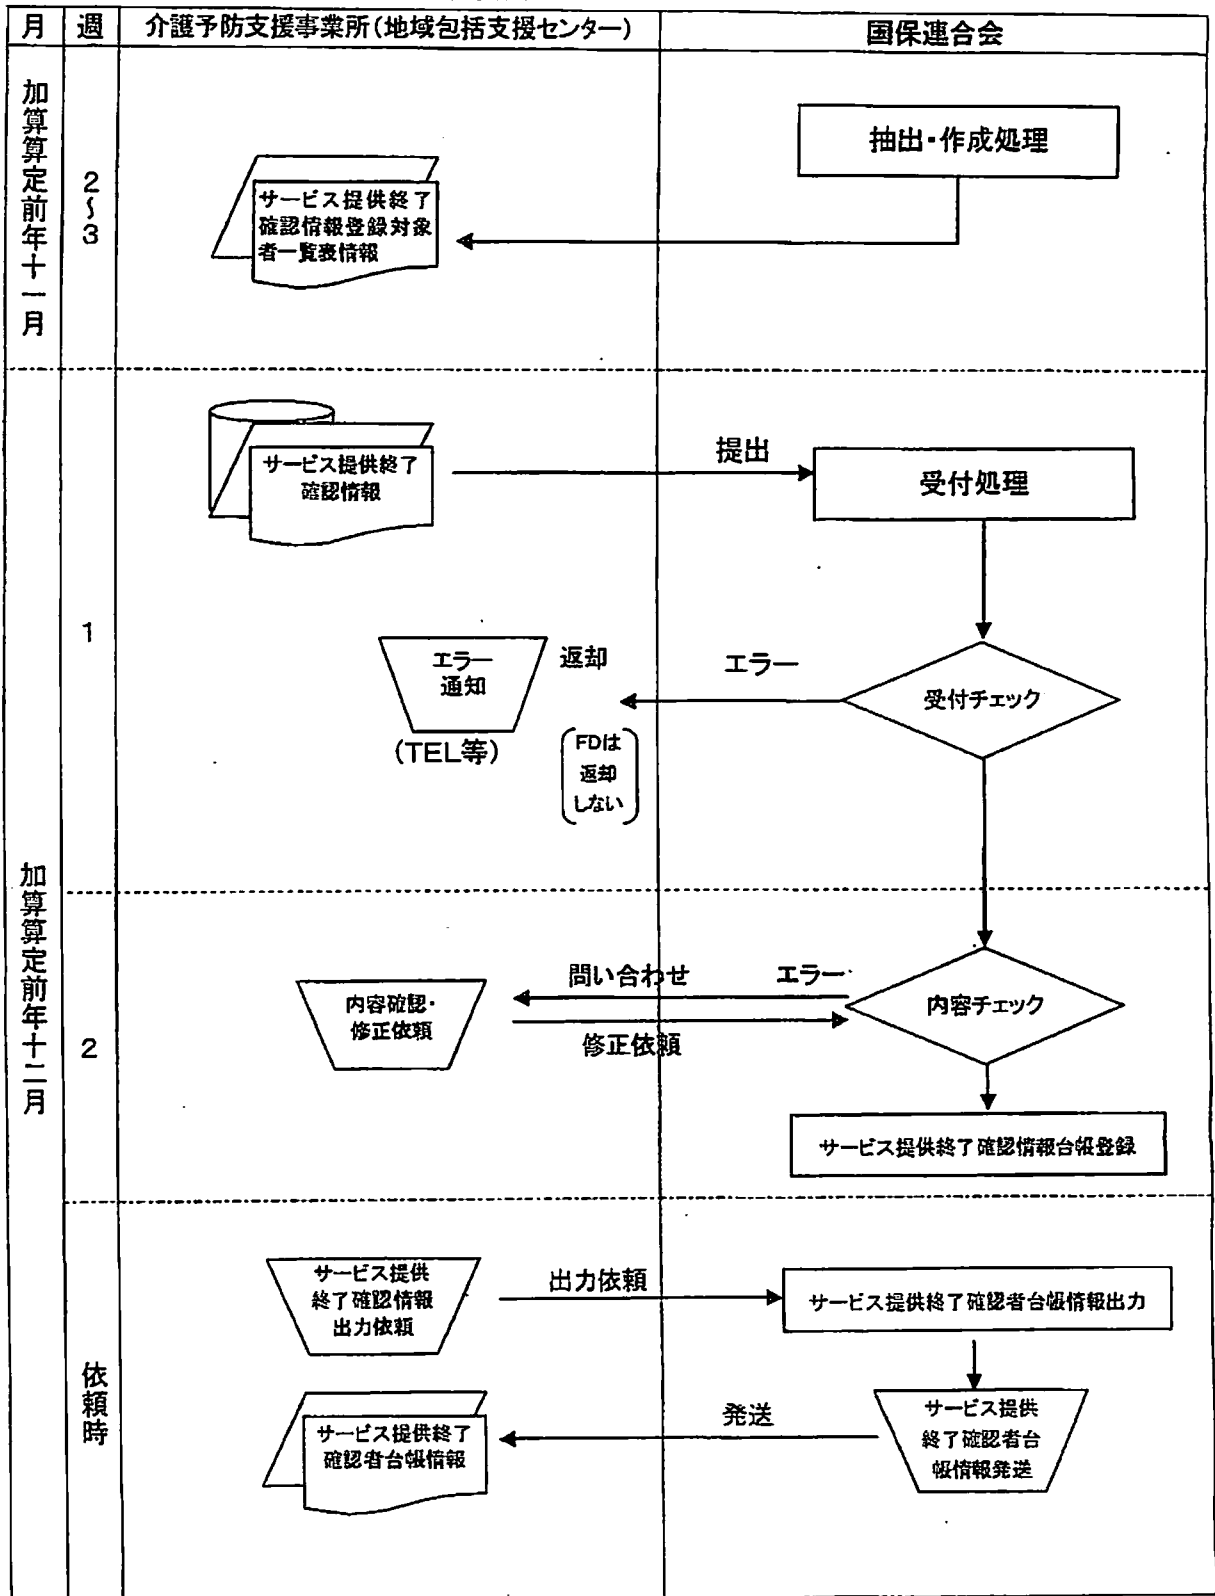 月
週
介護予防支援事業所(地域包括支援センター)
国保連合会
加算算定前年十一月
2〜3
抽出・作成処理
サービス提供終了
確認情報登録対象
者一覧表情報
加算算定前年十二月
1
サービス提供終了
確認情報
提出
受付処理
エラー
通知
(TEL等)
返却
FDは
返却
しない
エラー
受付チェック
2
内容確認・
修正依頼
問い合わせ
エラー
修正依頼
内容チェック
サービス提供終了確認情報台帳登録
依頼時
サービス提供
終了確認情報
出力依頼
出力依頼
サービス提供終了確認者台帳情報出力
サービス提供終了
確認者台帳情報
発送
サービス提供
終了確認者台
帳情報発送